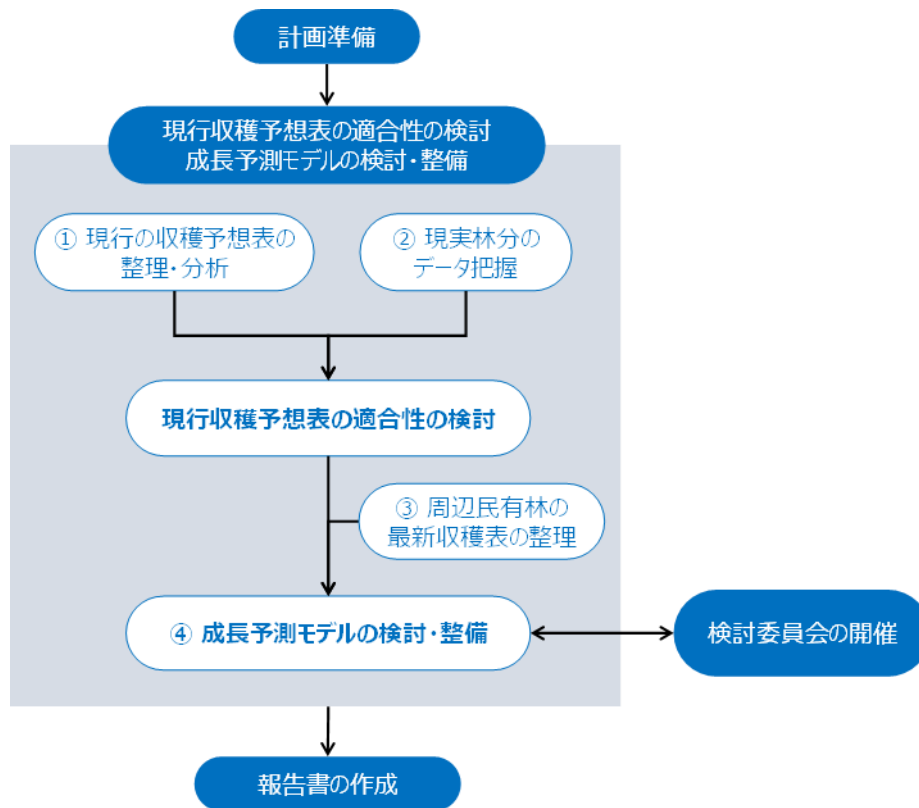 計画準備
現行収穫予想表の適合性の検討
成長予測モデルの検討・整備
① 現行の収穫予想表の
整理・分析
② 現実林分の
データ把握
現行収穫予想表の適合性の検討
③ 周辺民有林の
最新収穫表の整理
④ 成長予測モデルの検討・整備
検討委員会の開催
報告書の作成